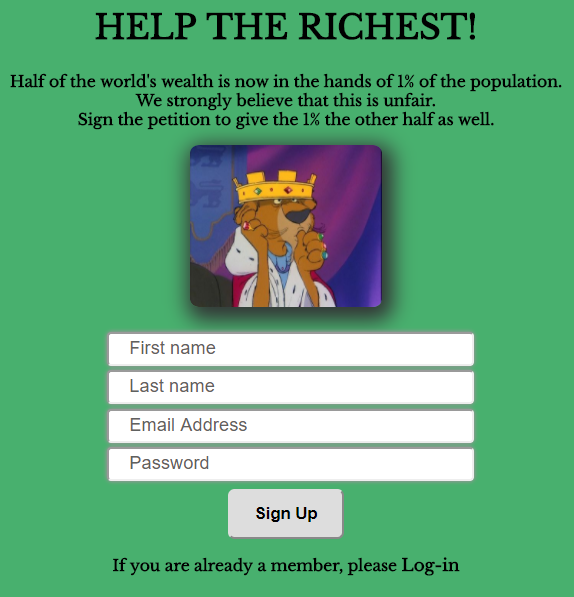 HELP THE RICHEST!
Half of the world's wealth is now in the hands of 1% of the population.
We strongly believe that this is unfair.
Sign the petition to give the 1% the other half as well.
First name
Last name
Email Address
Password
Sign Up
If you are already a member, please Log-in